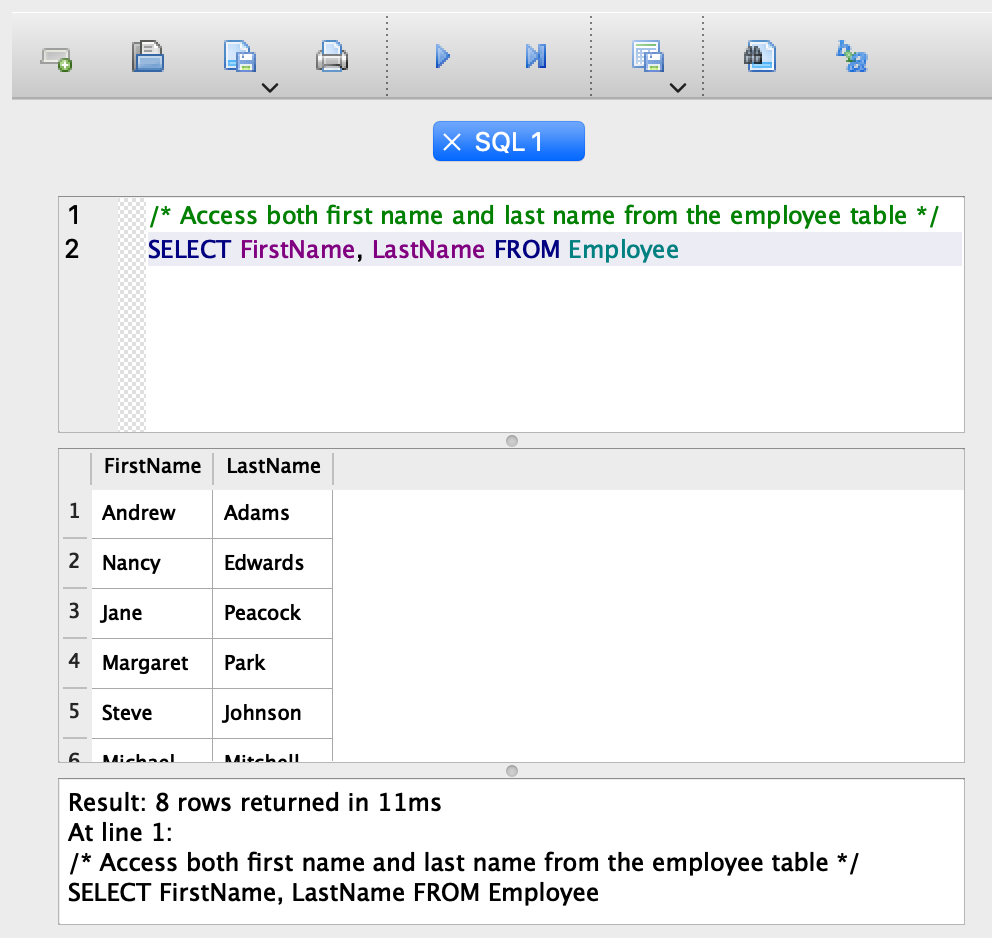 SQL 1
1 /* Access both first name and last name from the employee table */
2 SELECT FirstName, LastName FROM Employee
FirstName LastName
1 Andrew Adams
2 Nancy Edwards
3 Jane Peacock
4 Margaret Park
5 Steve Johnson
6 Michael Mitchell
Result: 8 rows returned in 11ms
At line 1:
/* Access both first name and last name from the employee table */
SELECT FirstName, LastName FROM Employee